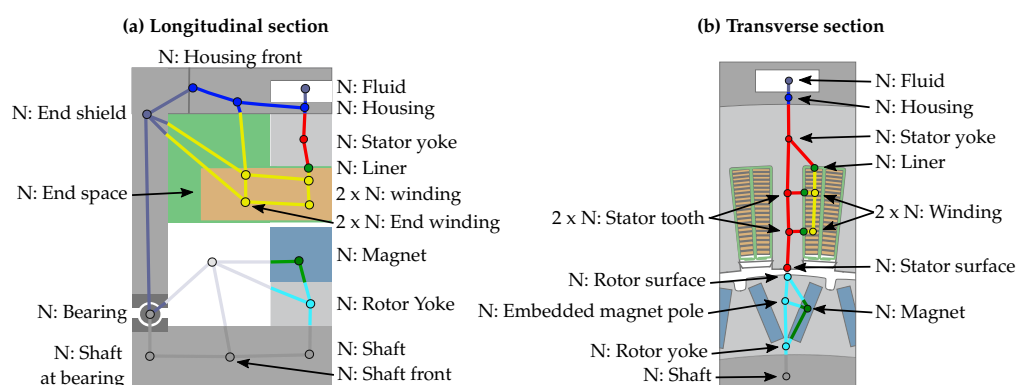 (a) Longitudinal section
N: Housing front
N: Fluid
N: Housing
N: End shield
N: Stator yoke
N: Liner
N: End space
2 x N: winding
2 x N: End winding
N: Magnet
N: Bearing
N: Rotor Yoke
N: Shaft
at bearing
N: Shaft
N: Shaft front
(b) Transverse section
N: Fluid
N: Housing
N: Stator yoke
N: Liner
2 x N: Stator tooth
2 x N: Winding
N: Stator surface
N: Rotor surface
N: Embedded magnet pole
N: Magnet
N: Rotor yoke
N: Shaft